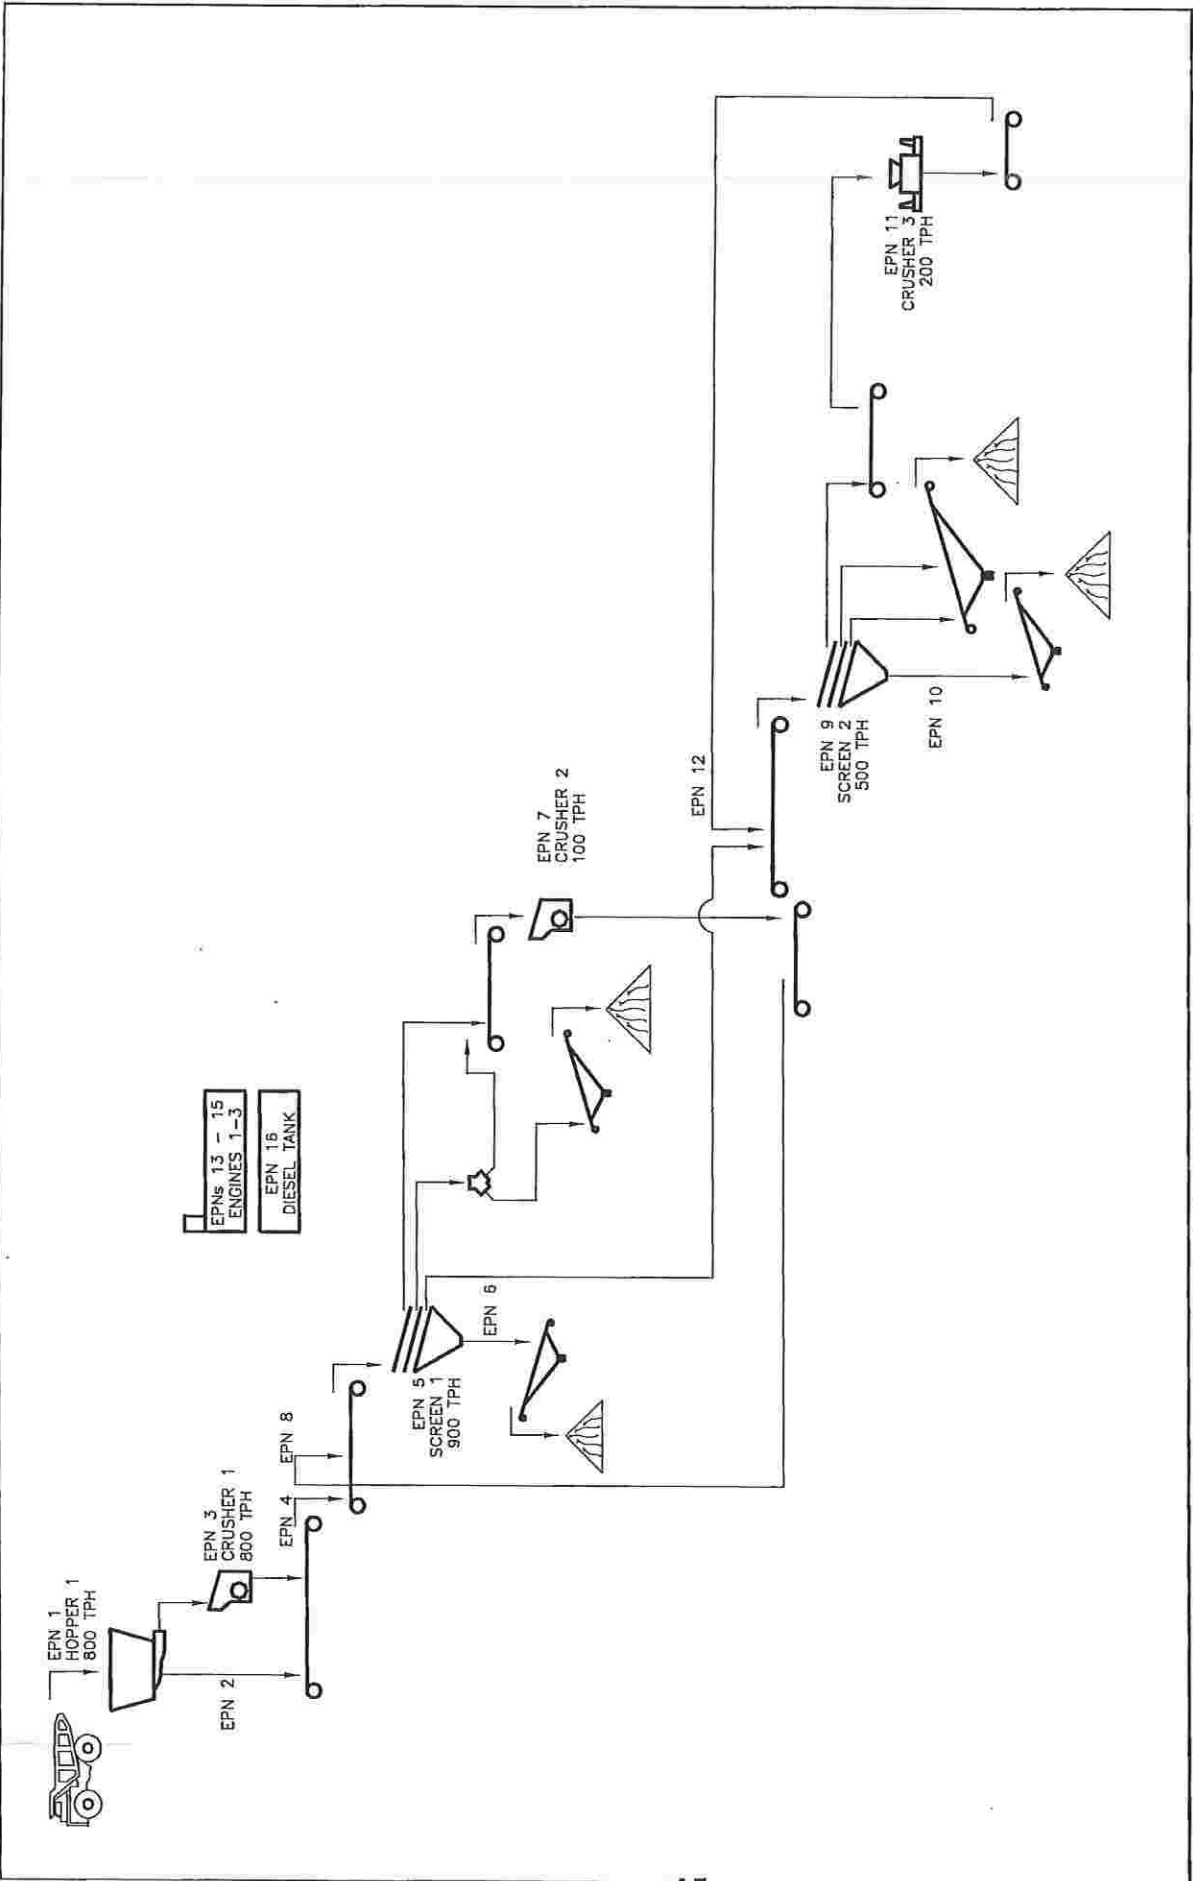 EPN 1
HOPPER 1
800 TPH
EPN 2
EPN 3
CRUSHER 1
800 TPH
EPN 4
EPN 8
EPNs 13 - 15
ENGINES 1-3
EPN 16
DIESEL TANK
EPN 5
SCREEN 1
900 TPH
EPN 6
EPN 7
CRUSHER 2
100 TPH
EPN 12
EPN 9
SCREEN 2
500 TPH
EPN 10
EPN 11
CRUSHER 3
200 TPH